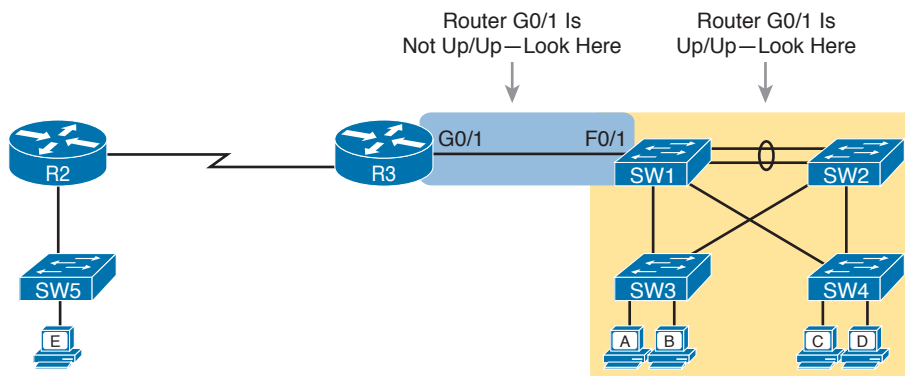 Router G0/1 Is
Not Up/Up—Look Here
Router G0/1 Is
Up/Up—Look Here
G0/1
F0/1
R2
R3
SW1
SW2
SW5
SW3
SW4
E
A
B
C
D